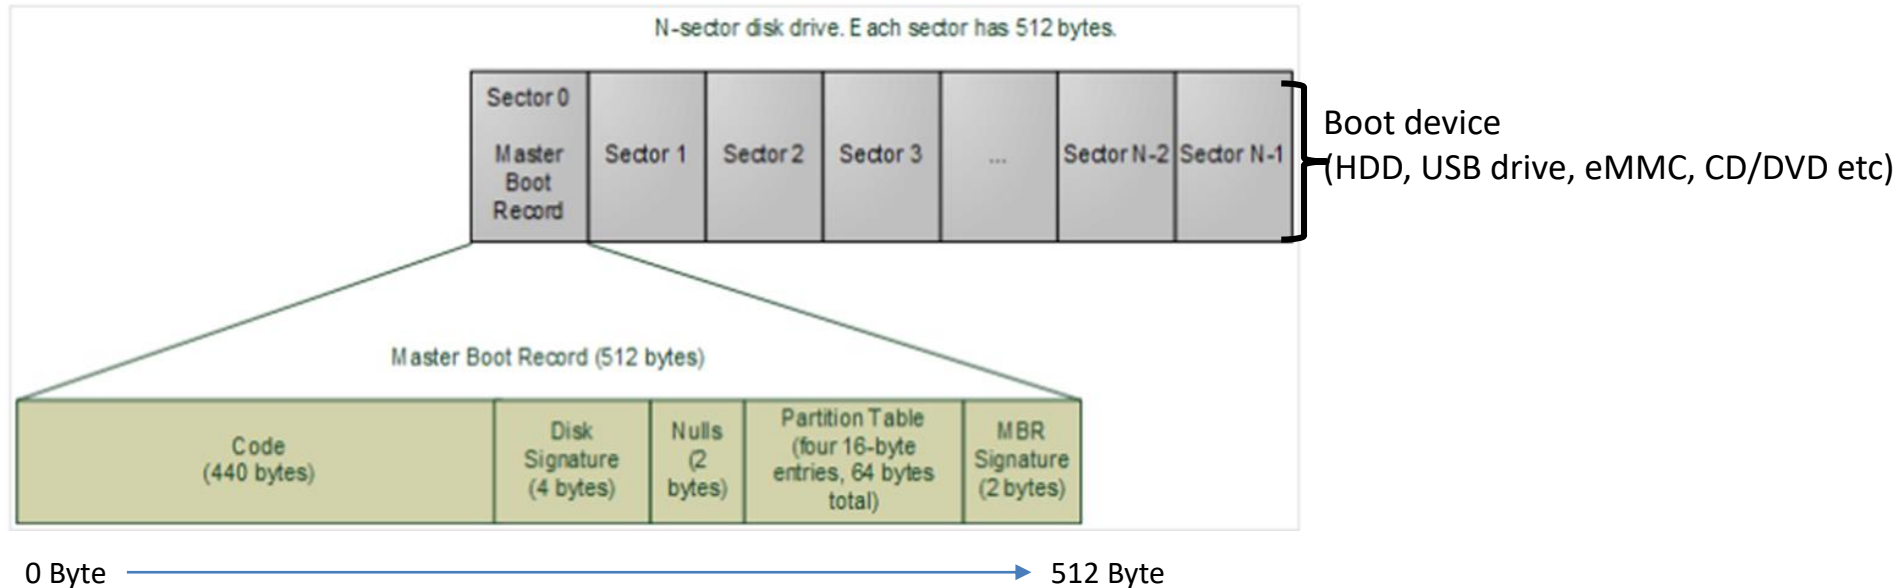 N-sector disk drive. Each sector has 512 bytes.
Sector 0
Master
Boot
Record
Sector 1
Sector 2
Sector 3
...
Sector N-2
Sector N-1
Boot device
(HDD, USB drive, eMMC, CD/DVD etc)
Master Boot Record (512 bytes)
Code
(440 bytes)
Disk
Signature
(4 bytes)
Nulls
(2
bytes)
Partition Table
(four 16-byte
entries, 64 bytes
total)
MBR
Signature
(2 bytes)
0 Byte
512 Byte